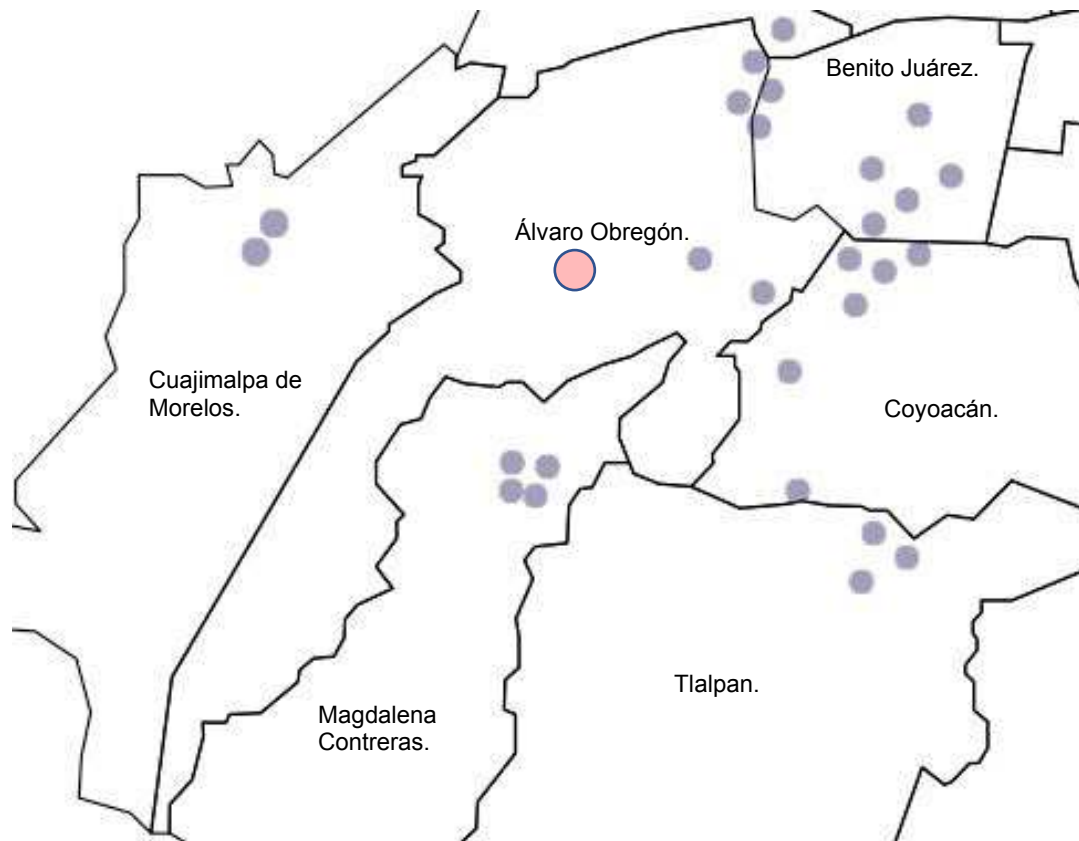 Benito Juárez.
Álvaro Obregón.
Cuajimalpa de
Morelos.
Coyoacán.
Tlalpan.
Magdalena
Contreras.